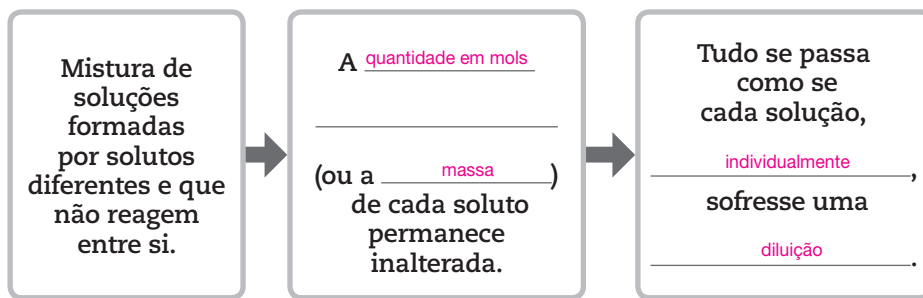 Mistura de
soluções
formadas
por solutos
diferentes e que
não reagem
entre si.
A quantidade em mols
(ou a massa)
de cada soluto
permanece
inalterada.
Tudo se passa
como se
cada solução,
individualmente,
sofresse uma
diluição.